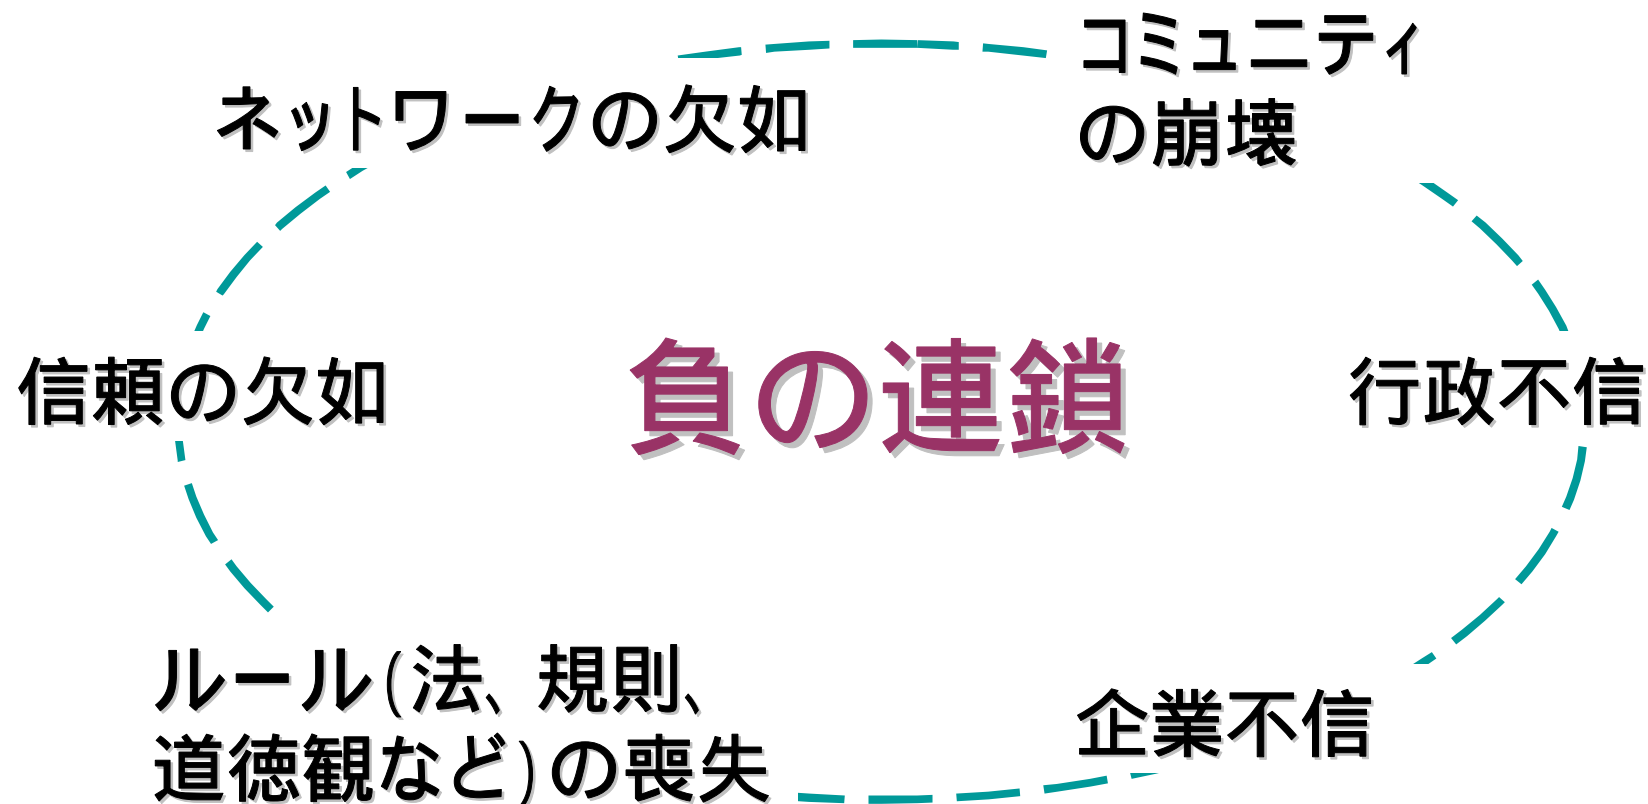 コミュニティ
の崩壊
ネットワークの欠如
信頼の欠如
負の連鎖
行政不信
ルール(法、規則、
道徳観など)の喪失
企業不信